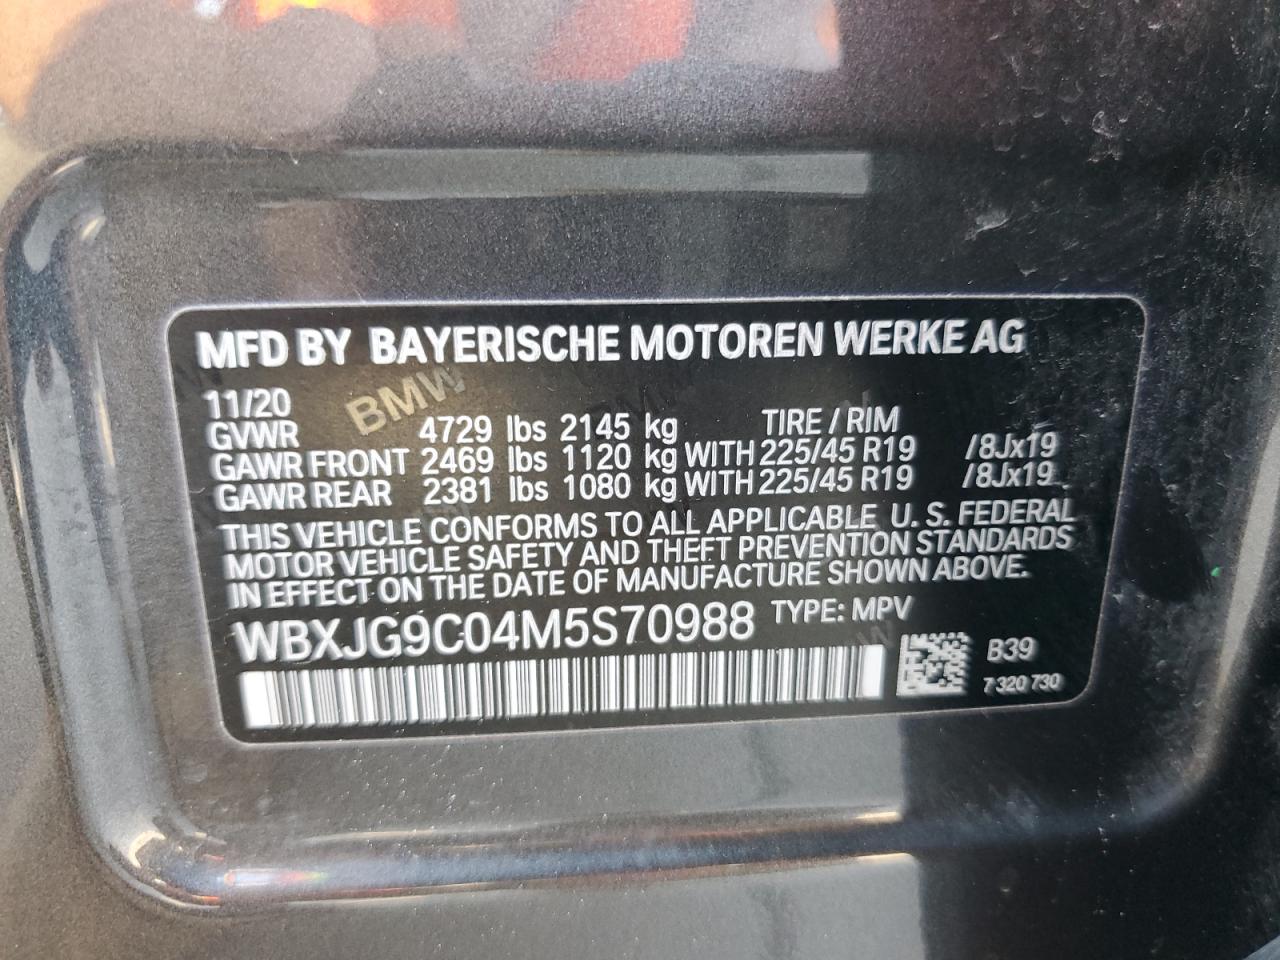 MFD BY BAYERISCHE MOTOREN WERKE AG
11/20
BMW
GVWR 4729 lbs 2145 kg TIRE / RIM
GAWR FRONT 2469 lbs 1120 kg WITH 225/45 R19 /8Jx19
GAWR REAR 2381 lbs 1080 kg WITH 225/45 R19 /8Jx19
THIS VEHICLE CONFORMS TO ALL APPLICABLE U. S. FEDERAL
MOTOR VEHICLE SAFETY AND THEFT PREVENTION STANDARDS
IN EFFECT ON THE DATE OF MANUFACTURE SHOWN ABOVE.
WBXJG9C04M5S70988 TYPE: MPV
B39
7 320 730